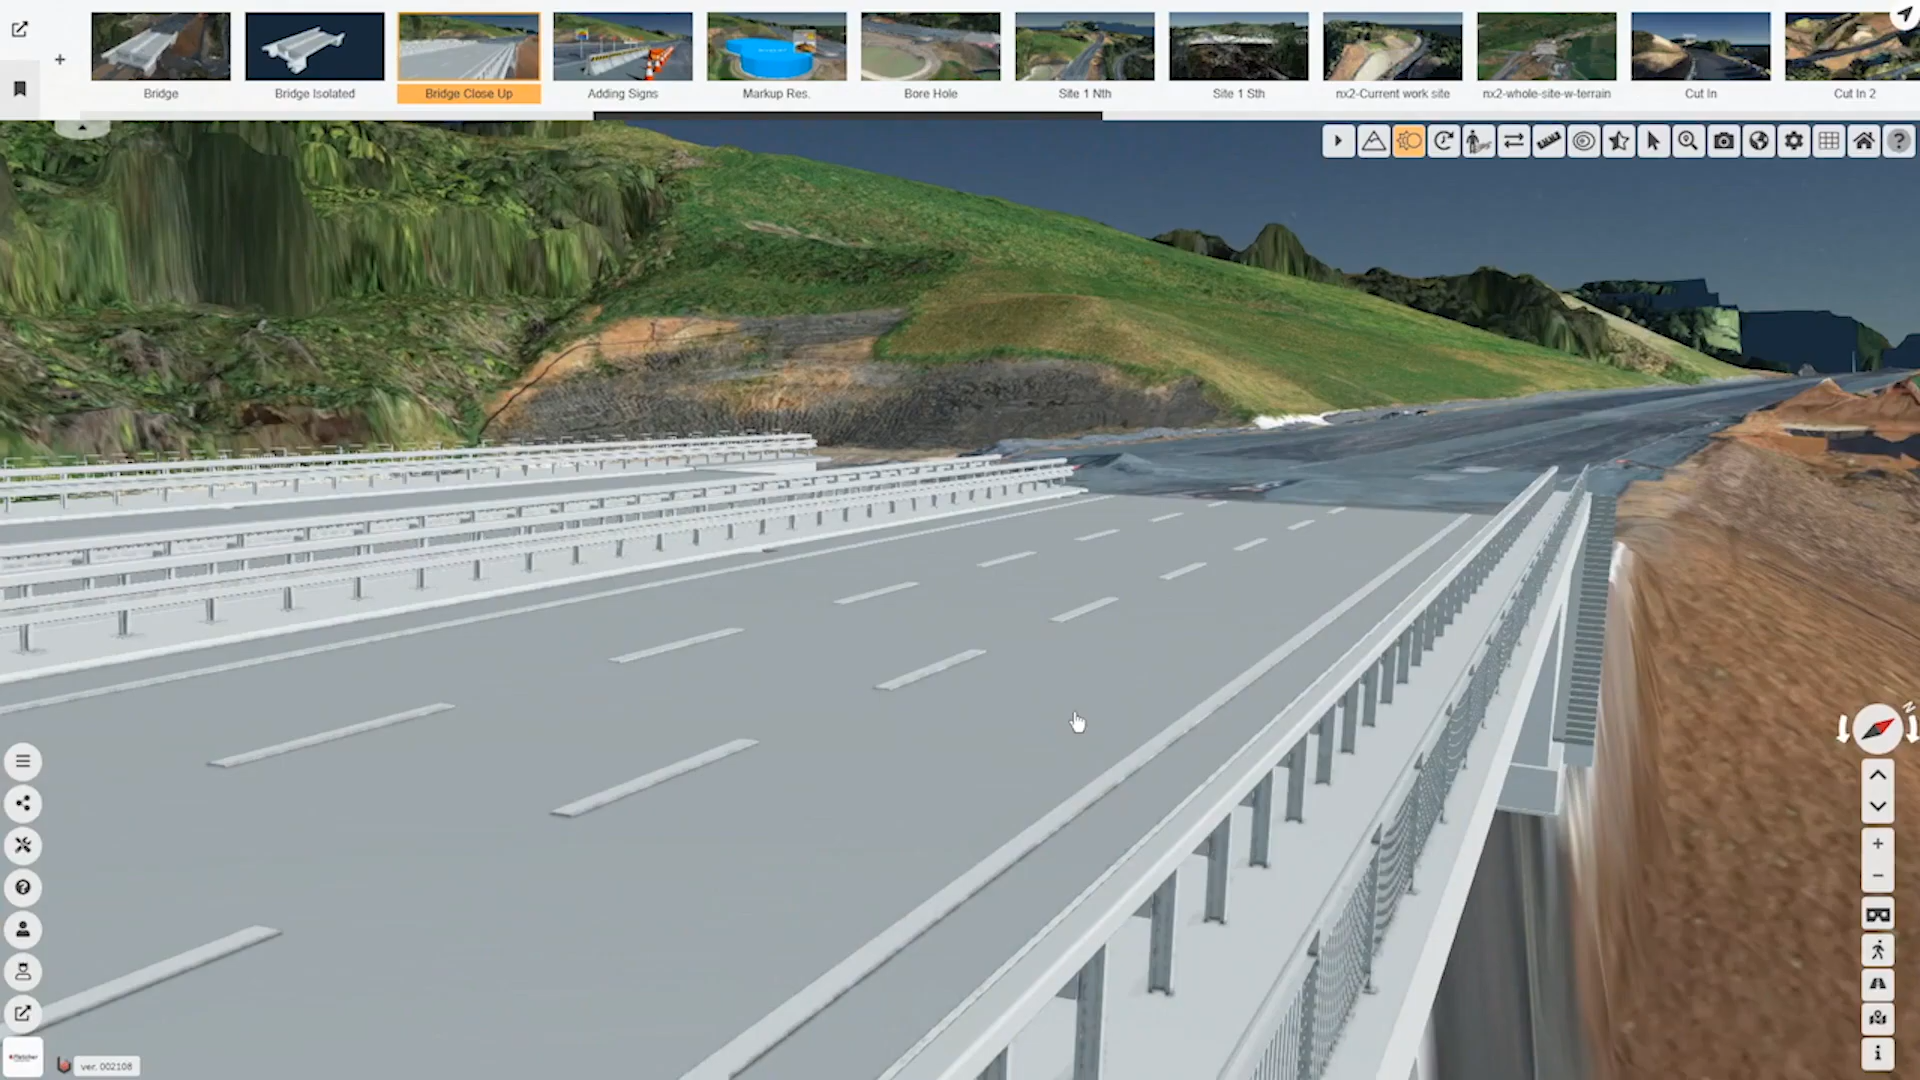 Bridge
Bridge Isolated
Bridge Close Up
Adding Signs
Markup Res.
Bore Hole
Site 1 Nth
Site 1 Sth
nx2-Current work site
nx2-whole-site-w-terrain
Cut In
Cut In 2
N
ver. 002108